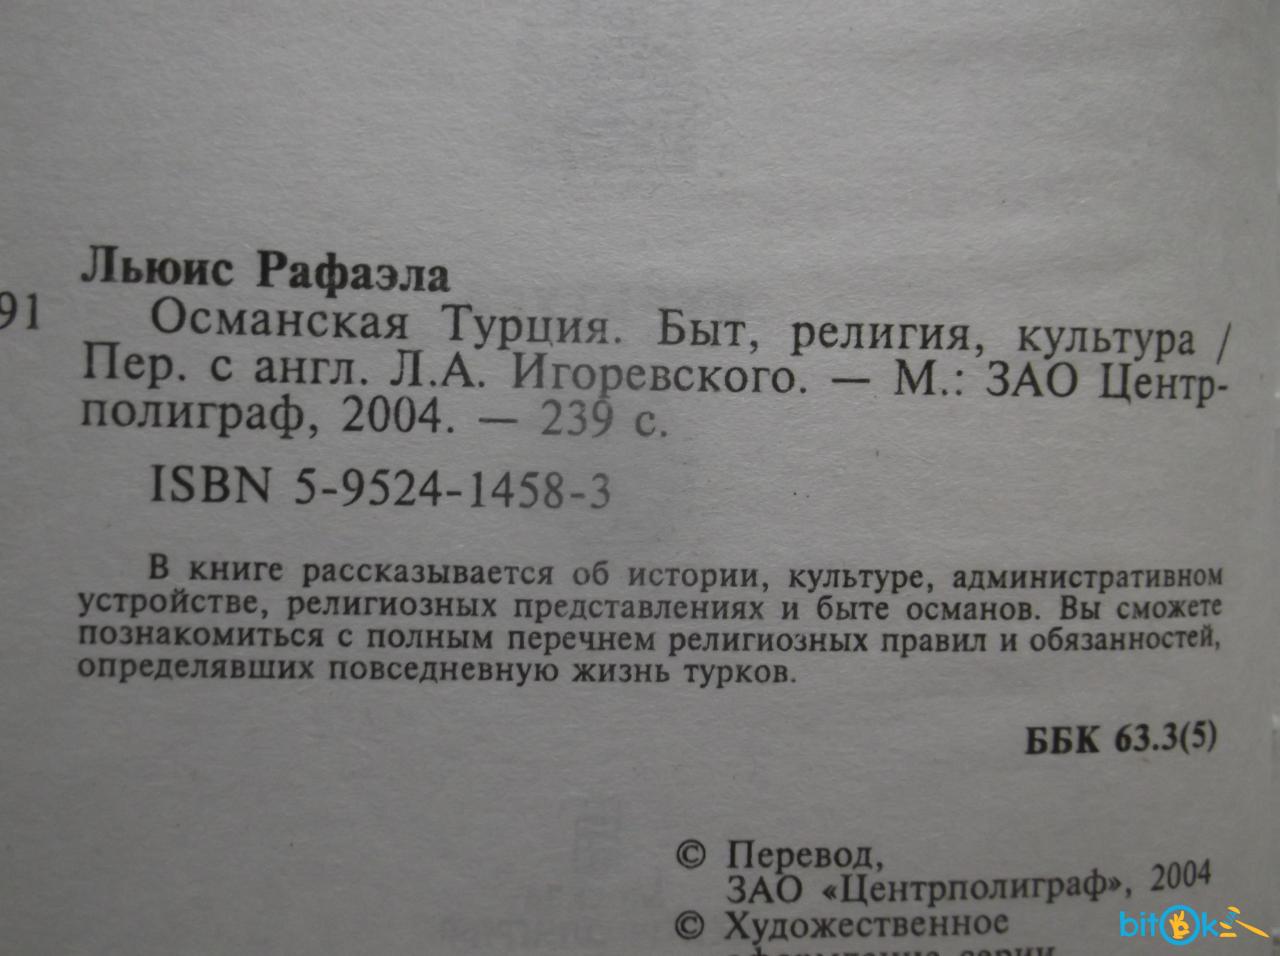 Льюис Рафаэла
91 Османская Турция. Быт, религия, культура /
Пер. с англ. Л.А. Игоревского. — М.: ЗАО Центр-
полиграф, 2004. — 239 с.
ISBN 5-9524-1458-3
В книге рассказывается об истории, культуре, административном
устройстве, религиозных представлениях и быте османов. Вы сможете
познакомиться с полным перечнем религиозных правил и обязанностей,
определявших повседневную жизнь турков.
ББК 63.3(5)
© Перевод,
ЗАО «Центрполиграф», 2004
© Художественное
оформление серии
bitOk